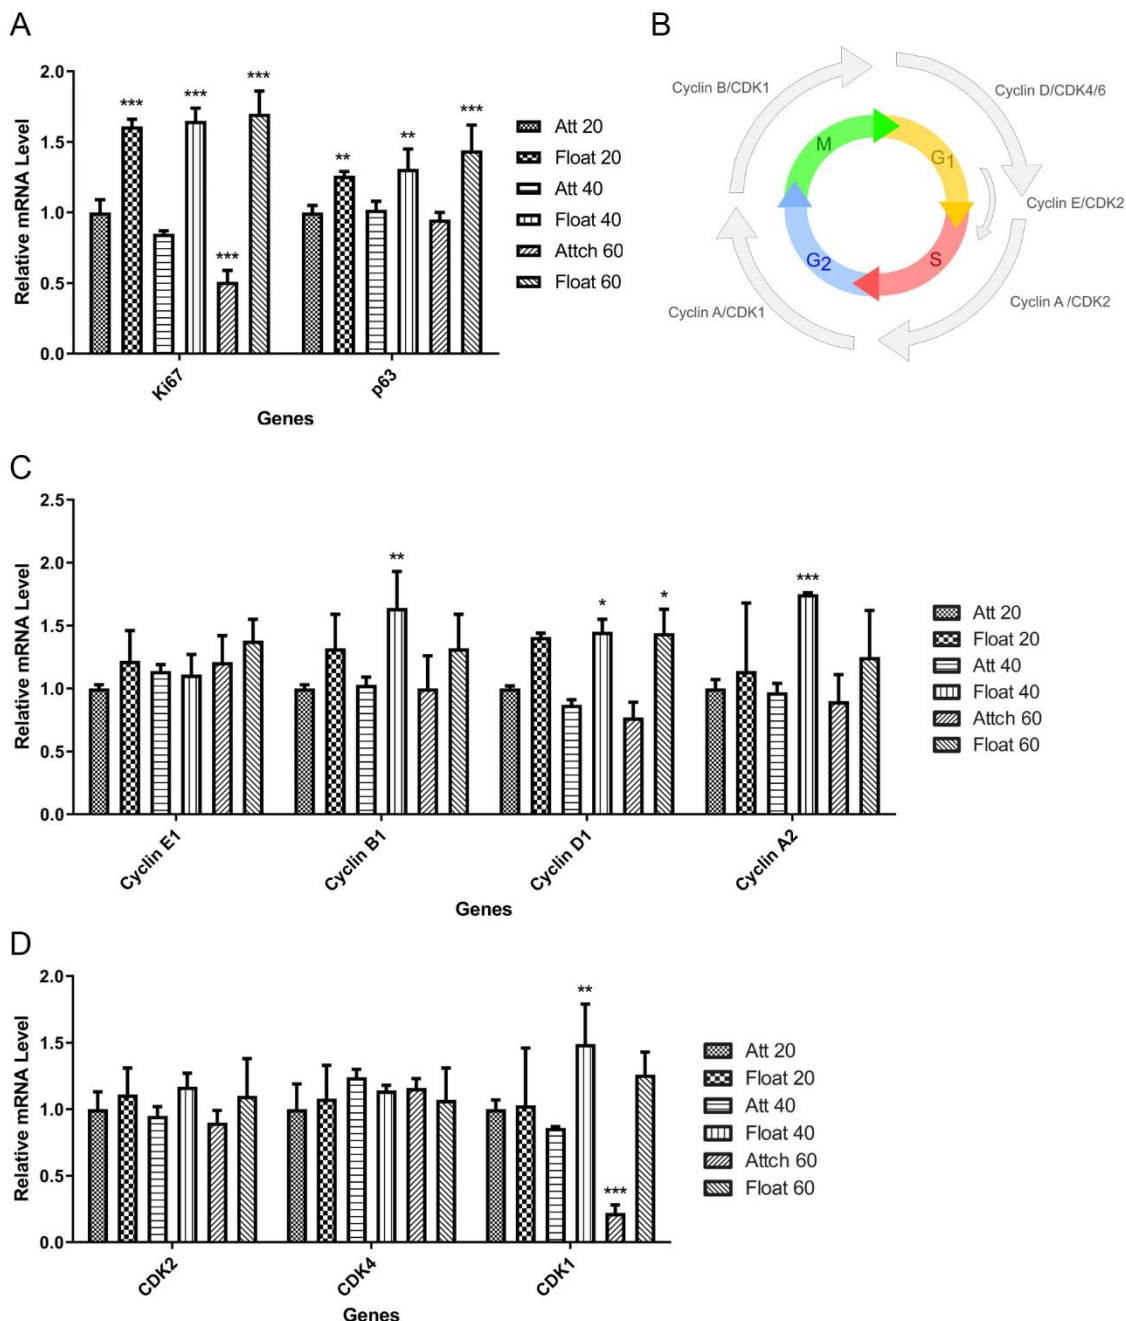 A
Relative mRNA Level
2.0
1.5
1.0
0.5
0.0
***
***
***
***
**
**
***
Ki67
p63
Genes
Att 20
Float 20
Att 40
Float 40
Attch 60
Float 60
B
Cyclin B/CDK1
Cyclin D/CDK4/6
M
G1
Cyclin E/CDK2
G2
S
Cyclin A/CDK1
Cyclin A /CDK2
C
Relative mRNA Level
2.5
2.0
1.5
1.0
0.5
0.0
**
*
*
***
Cyclin E1
Cyclin B1
Cyclin D1
Cyclin A2
Genes
Att 20
Float 20
Att 40
Float 40
Attch 60
Float 60
D
Relative mRNA Level
2.0
1.5
1.0
0.5
0.0
**
***
CDK2
CDK4
CDK1
Genes
Att 20
Float 20
Att 40
Float 40
Attch 60
Float 60